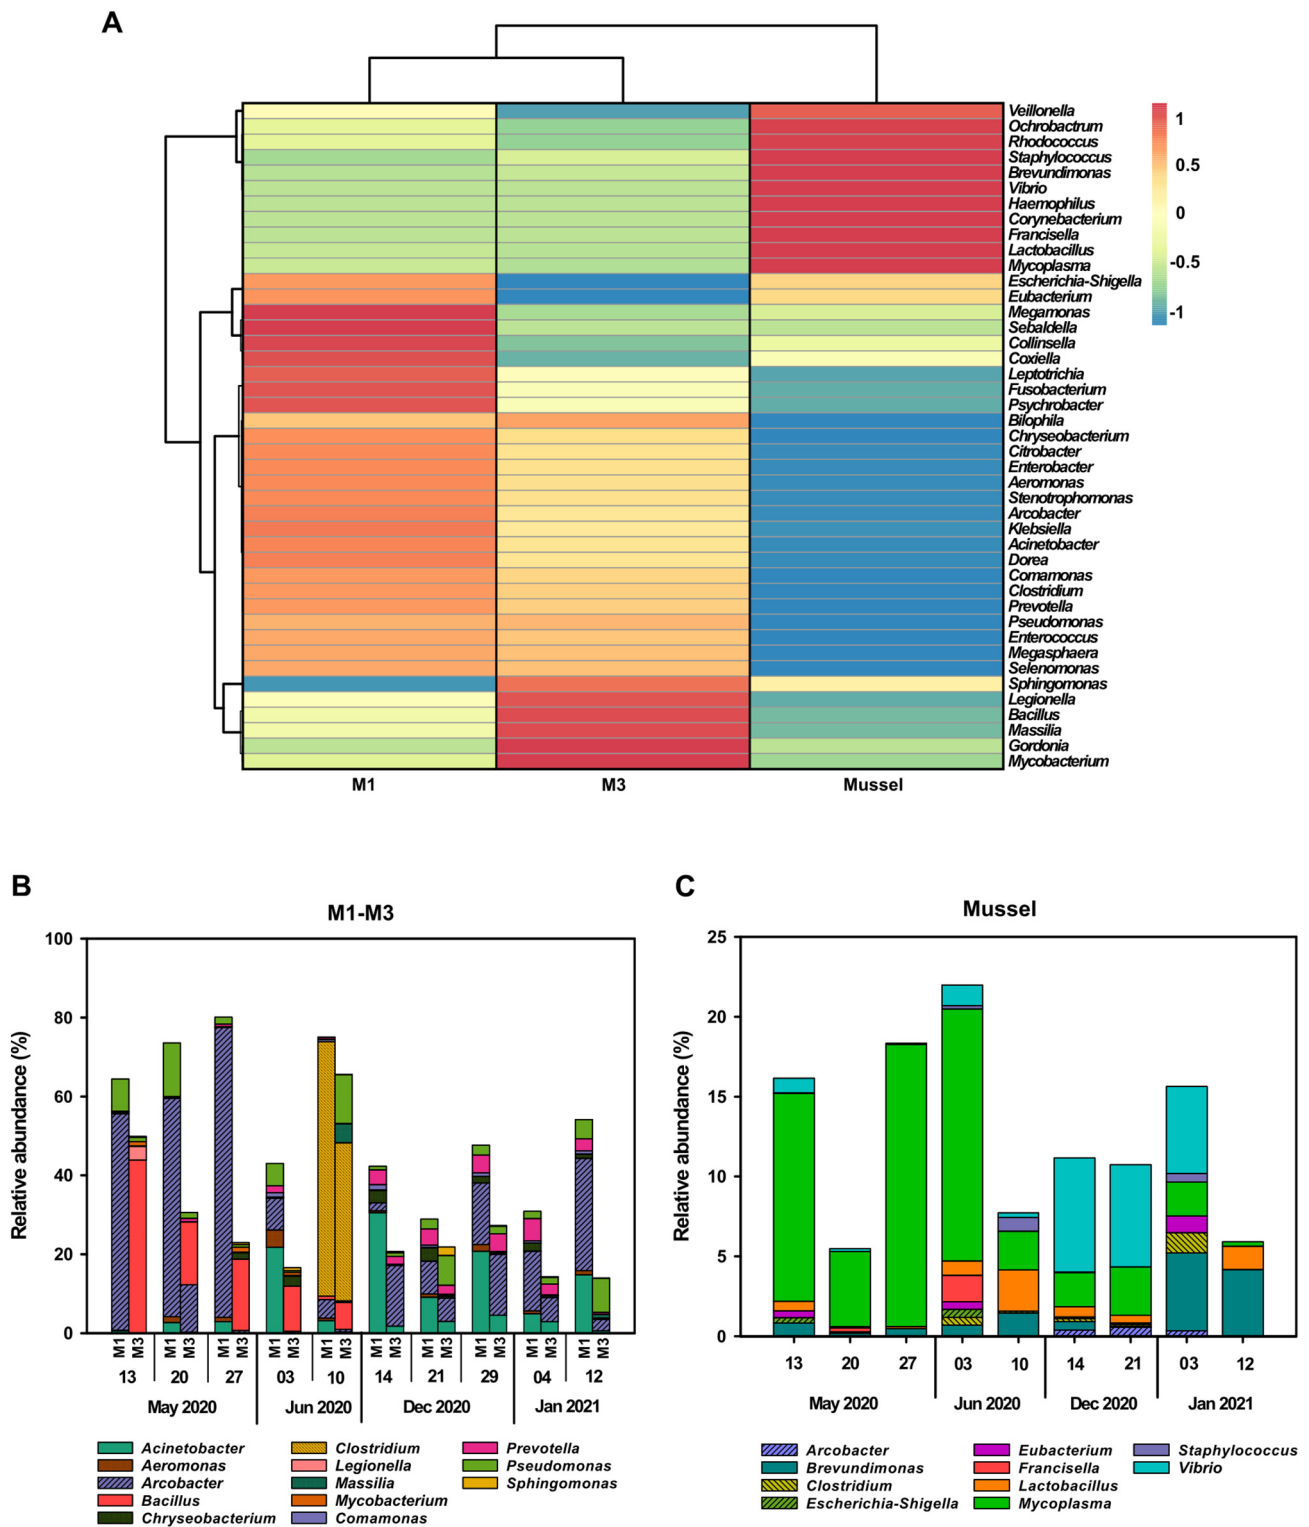 A
Veillonella
Ochrobactrum
Rhodococcus
Staphylococcus
Brevundimonas
Vibrio
Haemophilus
Corynebacterium
Francisella
Lactobacillus
Mycoplasma
Escherichia-Shigella
Eubacterium
Megamonas
Sebaldella
Collinsella
Coxiella
Leptotrichia
Fusobacterium
Psychrobacter
Bilophila
Chryseobacterium
Citrobacter
Enterobacter
Aeromonas
Stenotrophomonas
Arcobacter
Klebsiella
Acinetobacter
Dorea
Comamonas
Clostridium
Prevotella
Pseudomonas
Enterococcus
Megasphaera
Selenomonas
Sphingomonas
Legionella
Bacillus
Massilia
Gordonia
Mycobacterium
1
0.5
0
-0.5
-1
M1 M3 Mussel
B
M1-M3
Relative abundance (%)
100
80
60
40
20
0
M1 M3 M1 M3 M1 M3 M1 M3 M1 M3 M1 M3 M1 M3 M1 M3 M1 M3 M1 M3
13 20 27 03 10 14 21 29 04 12
May 2020 Jun 2020 Dec 2020 Jan 2021
Acinetobacter Clostridium Prevotella
Aeromonas Legionella Pseudomonas
Arcobacter Massilia Sphingomonas
Bacillus Mycobacterium
Chryseobacterium Comamonas
C
Mussel
Relative abundance (%)
25
20
15
10
5
0
13 20 27 03 10 14 21 03 12
May 2020 Jun 2020 Dec 2020 Jan 2021
Arcobacter Eubacterium Staphylococcus
Brevundimonas Francisella Vibrio
Clostridium Lactobacillus
Escherichia-Shigella Mycoplasma